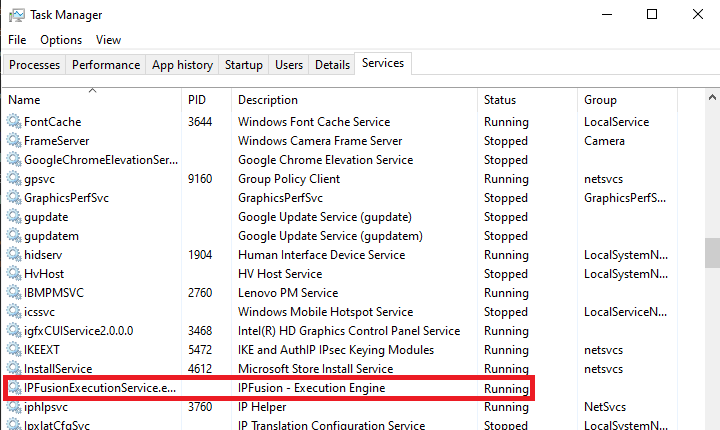 Task Manager
File Options View
Processes Performance App history Startup Users Details Services
Name PID Description Status Group
FontCache 3644 Windows Font Cache Service Running LocalService
FrameServer Windows Camera Frame Server Stopped Camera
GoogleChromeElevationSer... Google Chrome Elevation Service Stopped
gpsvc 9160 Group Policy Client Running netsvcs
GraphicsPerfSvc GraphicsPerfSvc Stopped GraphicsPerfS...
gupdate Google Update Service (gupdate) Stopped
gupdatem Google Update Service (gupdatem) Stopped
hidserv 1904 Human Interface Device Service Running LocalSystemN...
HvHost HV Host Service Stopped LocalSystemN...
IBMPMSVC 2760 Lenovo PM Service Running
icssvc Windows Mobile Hotspot Service Stopped LocalServiceN...
igfxCUIService2.0.0.0 3468 Intel(R) HD Graphics Control Panel Service Running
IKEEXT 5472 IKE and AuthIP IPsec Keying Modules Running netsvcs
InstallService 4612 Microsoft Store Install Service Running netsvcs
IPFusionExecutionService.e... IPFusion - Execution Engine Running
iphlpsvc 3760 IP Helper Running NetSvcs
IpxlatCfgSvc IP Translation Configuration Service Stopped LocalSystemN...